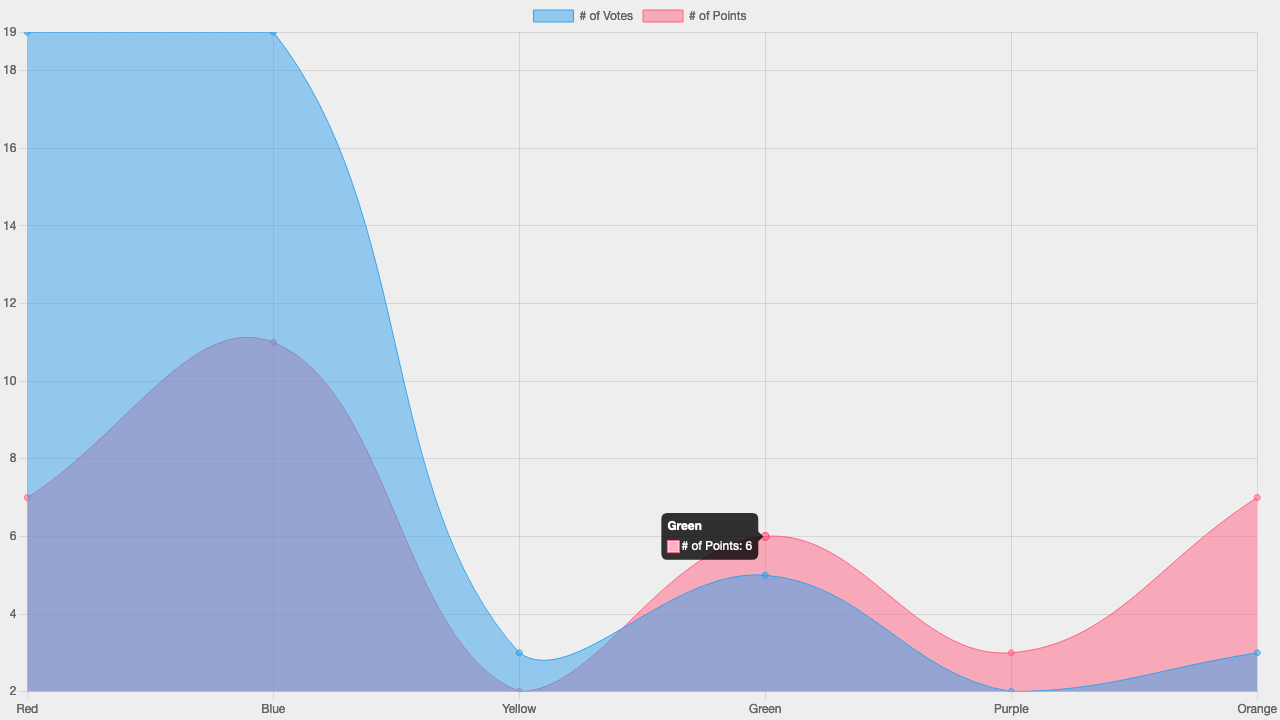 # of Votes # of Points
19
18
16
14
12
10
8
6
4
2
Green
# of Points: 6
Red Blue Yellow Green Purple Orange